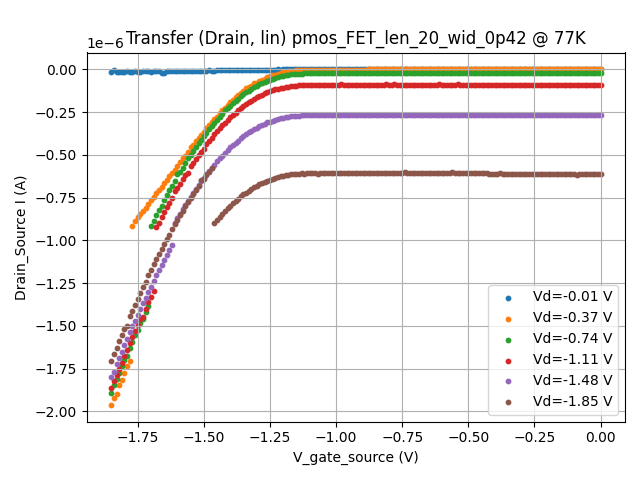 Transfer (Drain, lin) pmos_FET_len_20_wid_0p42 @ 77K
1e−6
0.00
−0.25
−0.50
−0.75
−1.00
−1.25
−1.50
−1.75
−2.00
Drain_Source I (A)
Vd=-0.01 V
Vd=-0.37 V
Vd=-0.74 V
Vd=-1.11 V
Vd=-1.48 V
Vd=-1.85 V
−1.75 −1.50 −1.25 −1.00 −0.75 −0.50 −0.25 0.00
V_gate_source (V)